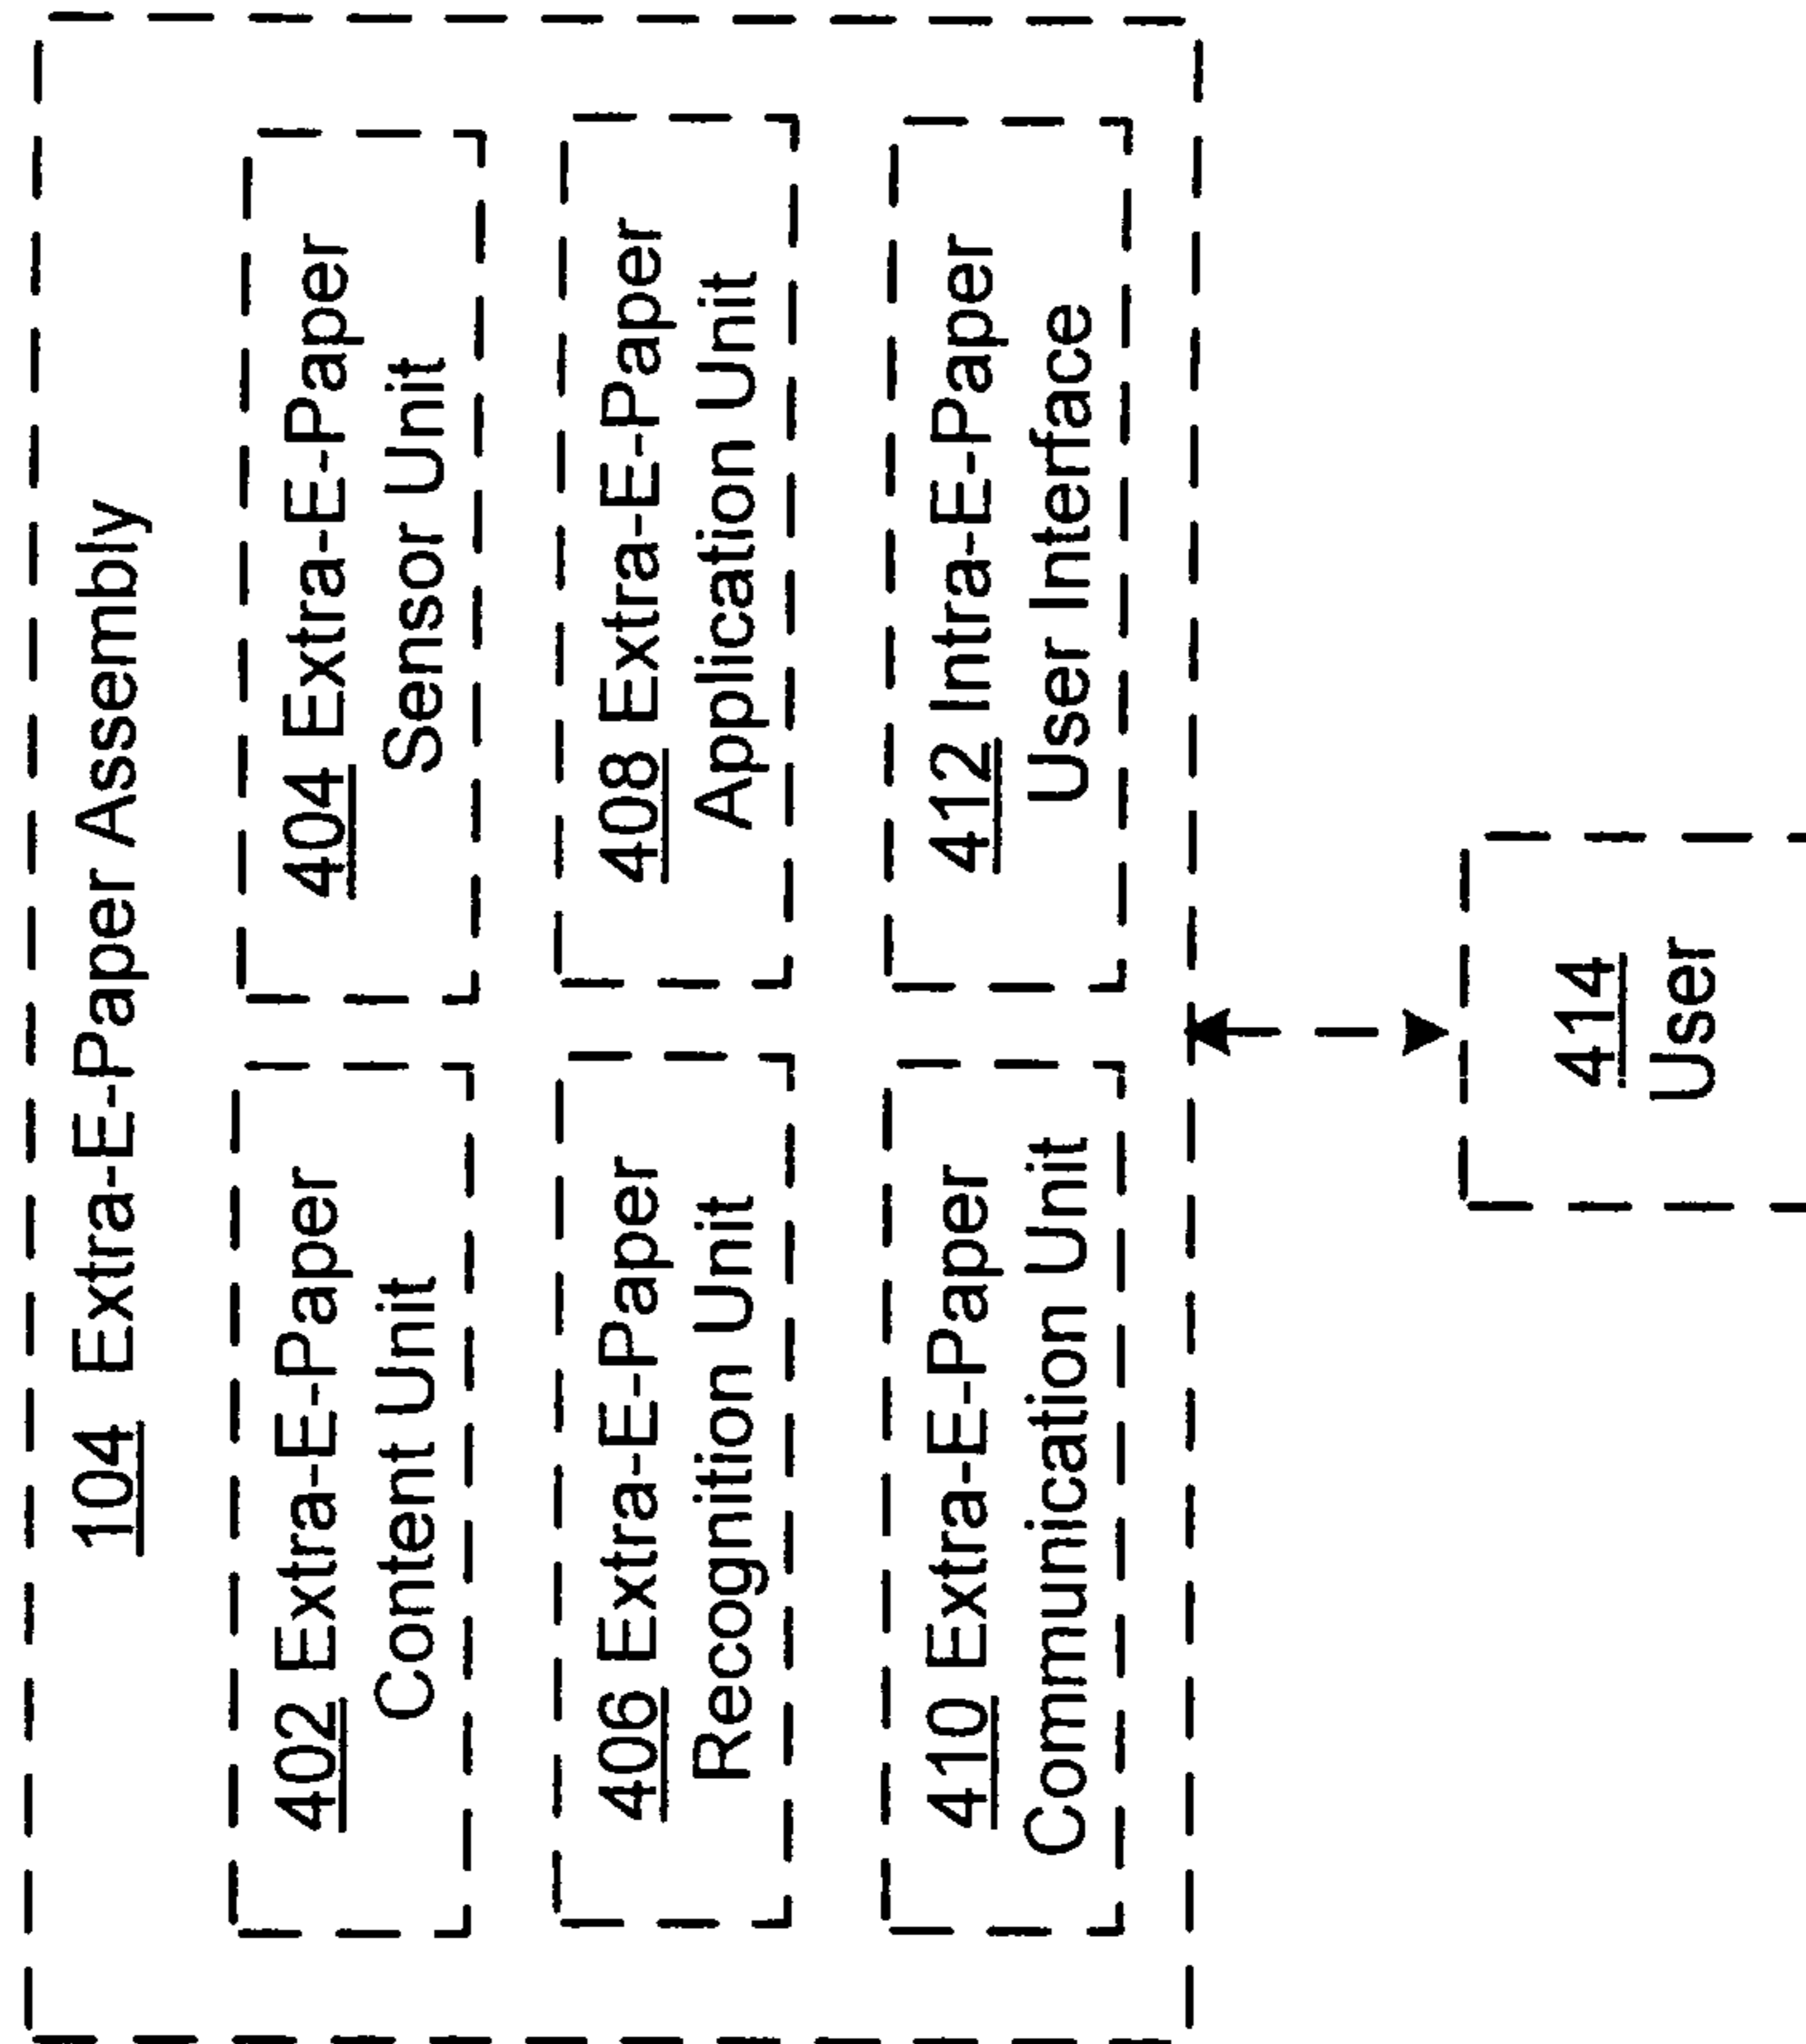 104 Extra-E-Paper Assembly
402 Extra-E-Paper
Content Unit
404 Extra-E-Paper
Sensor Unit
406 Extra-E-Paper
Recognition Unit
408 Extra-E-Paper
Application Unit
410 Extra-E-Paper
Communication Unit
412 Intra-E-Paper
User Interface
414
User